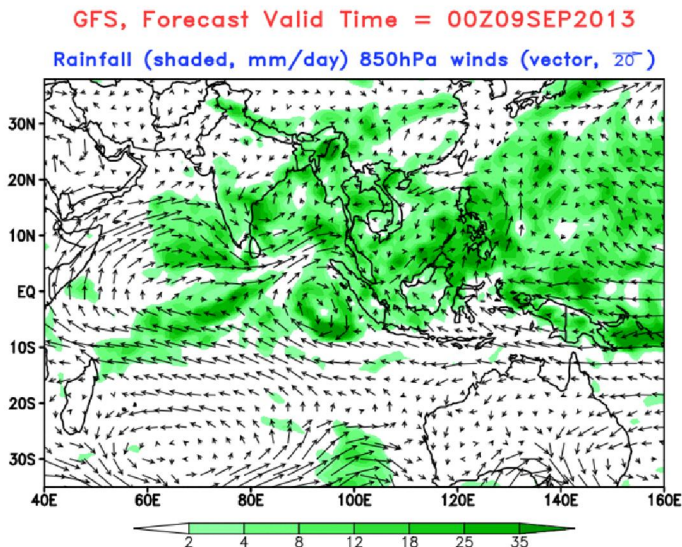 GFS, Forecast Valid Time = 00Z09SEP2013
Rainfall (shaded, mm/day) 850hPa winds (vector, 20)
30N
20N
10N
EQ
10S
20S
30S
40E 60E 80E 100E 120E 140E 160E
2 4 8 12 18 25 35